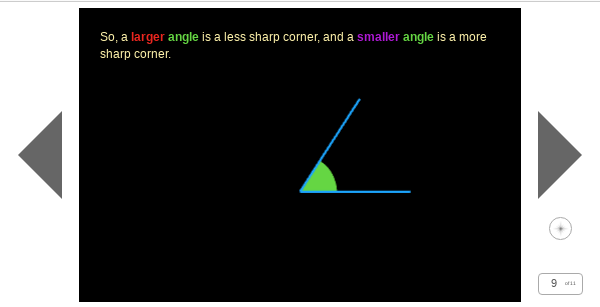 So, a larger angle is a less sharp corner, and a smaller angle is a more
sharp corner.
9 of 11